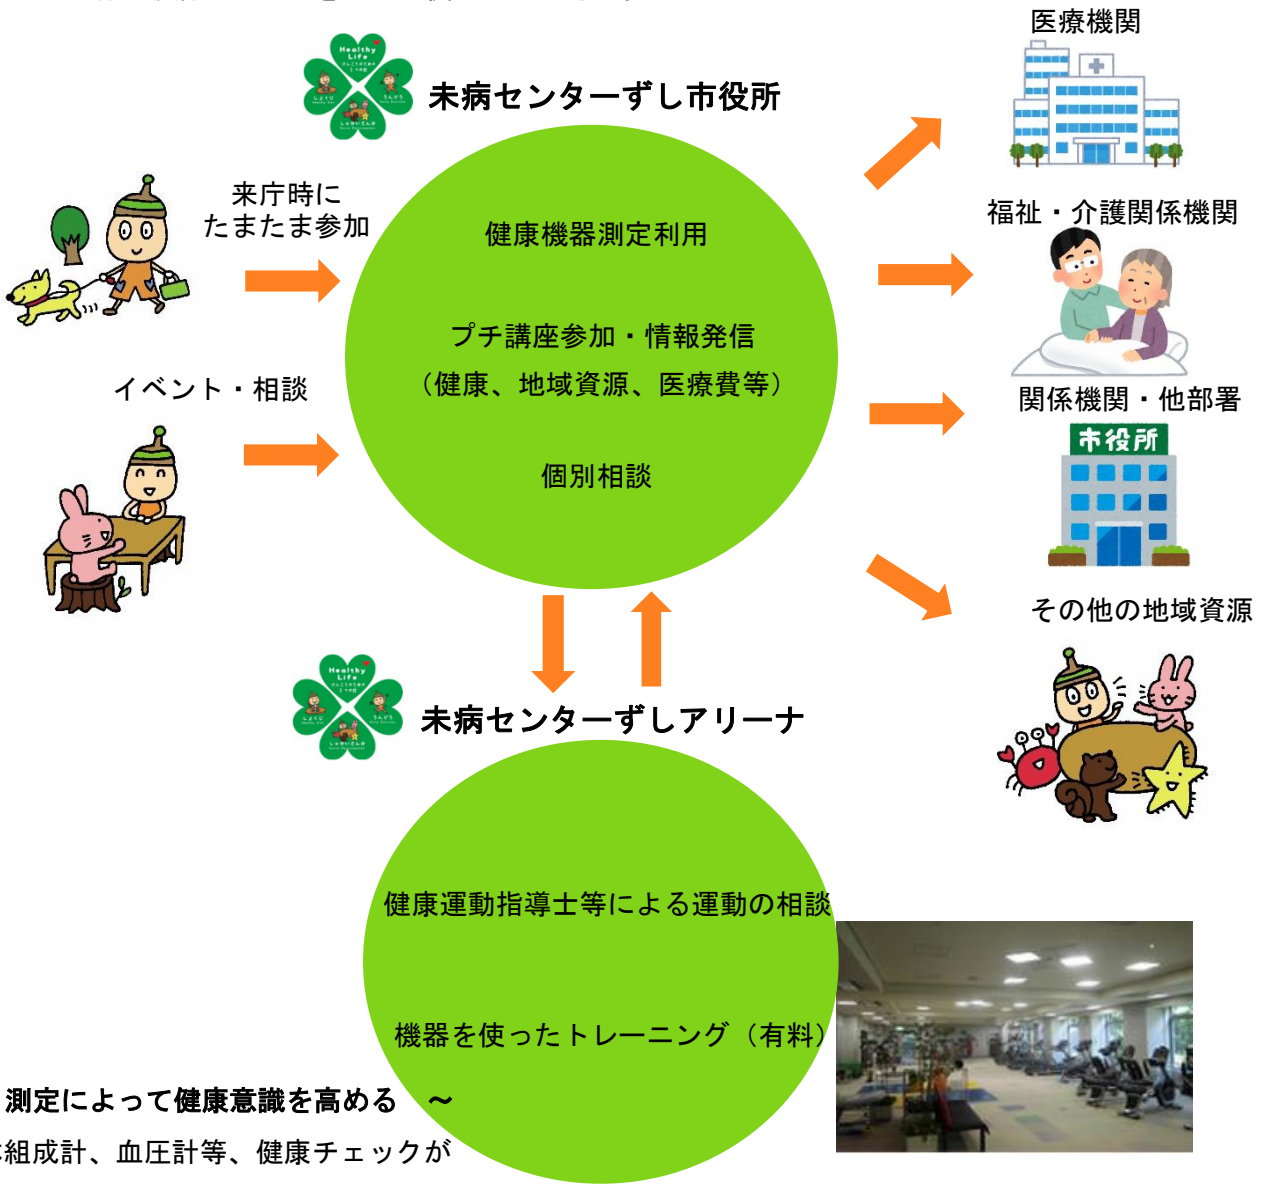 医療機関
Healthy
Life
未病センターずし市役所
来庁時に
たまたま参加
健康機器測定利用
福祉・介護関係機関
プチ講座参加・情報発信
（健康、地域資源、医療費等）
イベント・相談
関係機関・他部署
市役所
個別相談
その他の地域資源
Healthy
Life
未病センターずしアリーナ
健康運動指導士等による運動の相談
機器を使ったトレーニング（有料）
測定によって健康意識を高める　～
組成計、血圧計等、健康チェックが